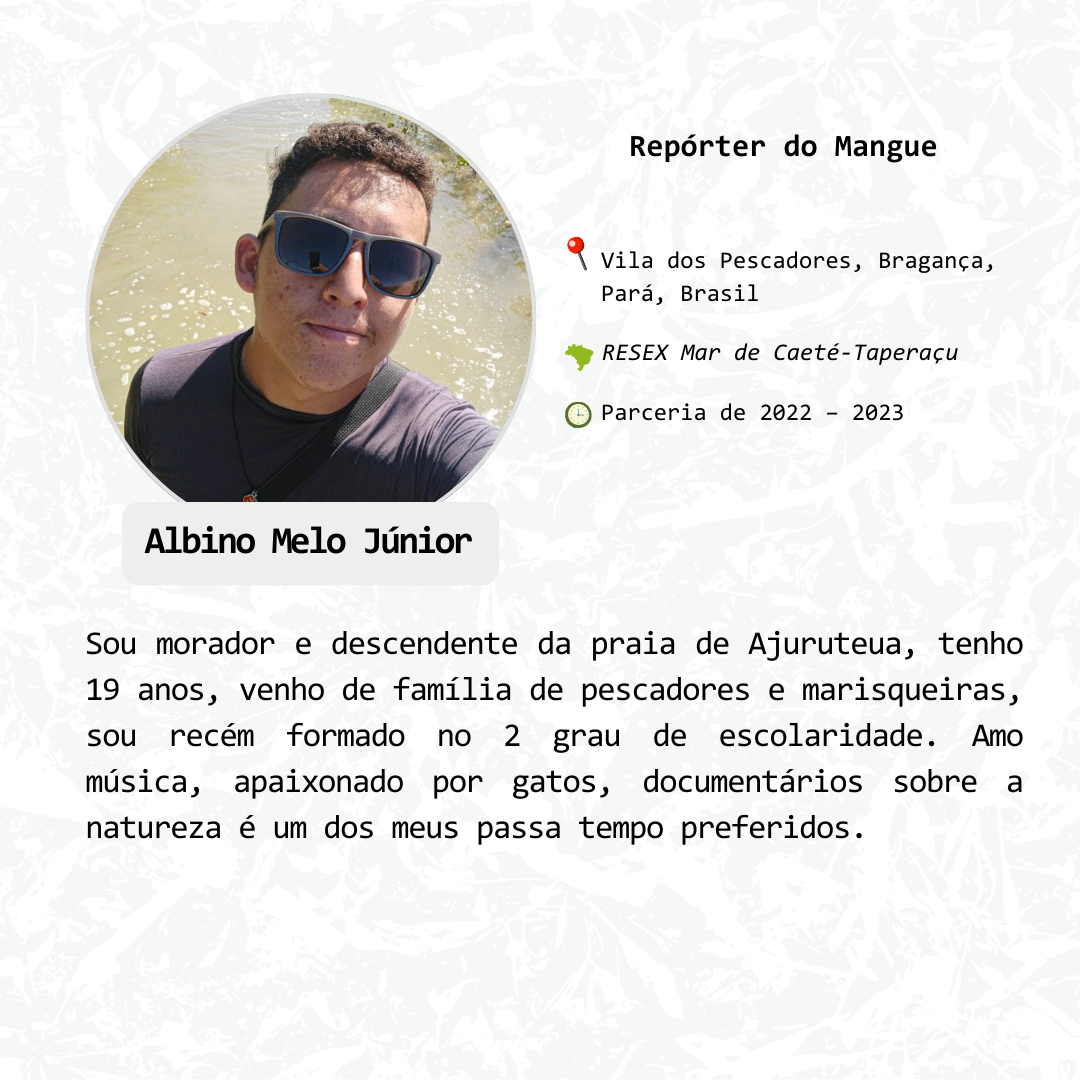 Repórter do Mangue
Vila dos Pescadores, Bragança,
Pará, Brasil
RESEX Mar de Caeté-Taperaçu
Parceria de 2022 – 2023
Albino Melo Júnior
Sou morador e descendente da praia de Ajuruteua, tenho
19 anos, venho de família de pescadores e marisqueiras,
sou recém formado no 2 grau de escolaridade. Amo
música, apaixonado por gatos, documentários sobre a
natureza é um dos meus passa tempo preferidos.